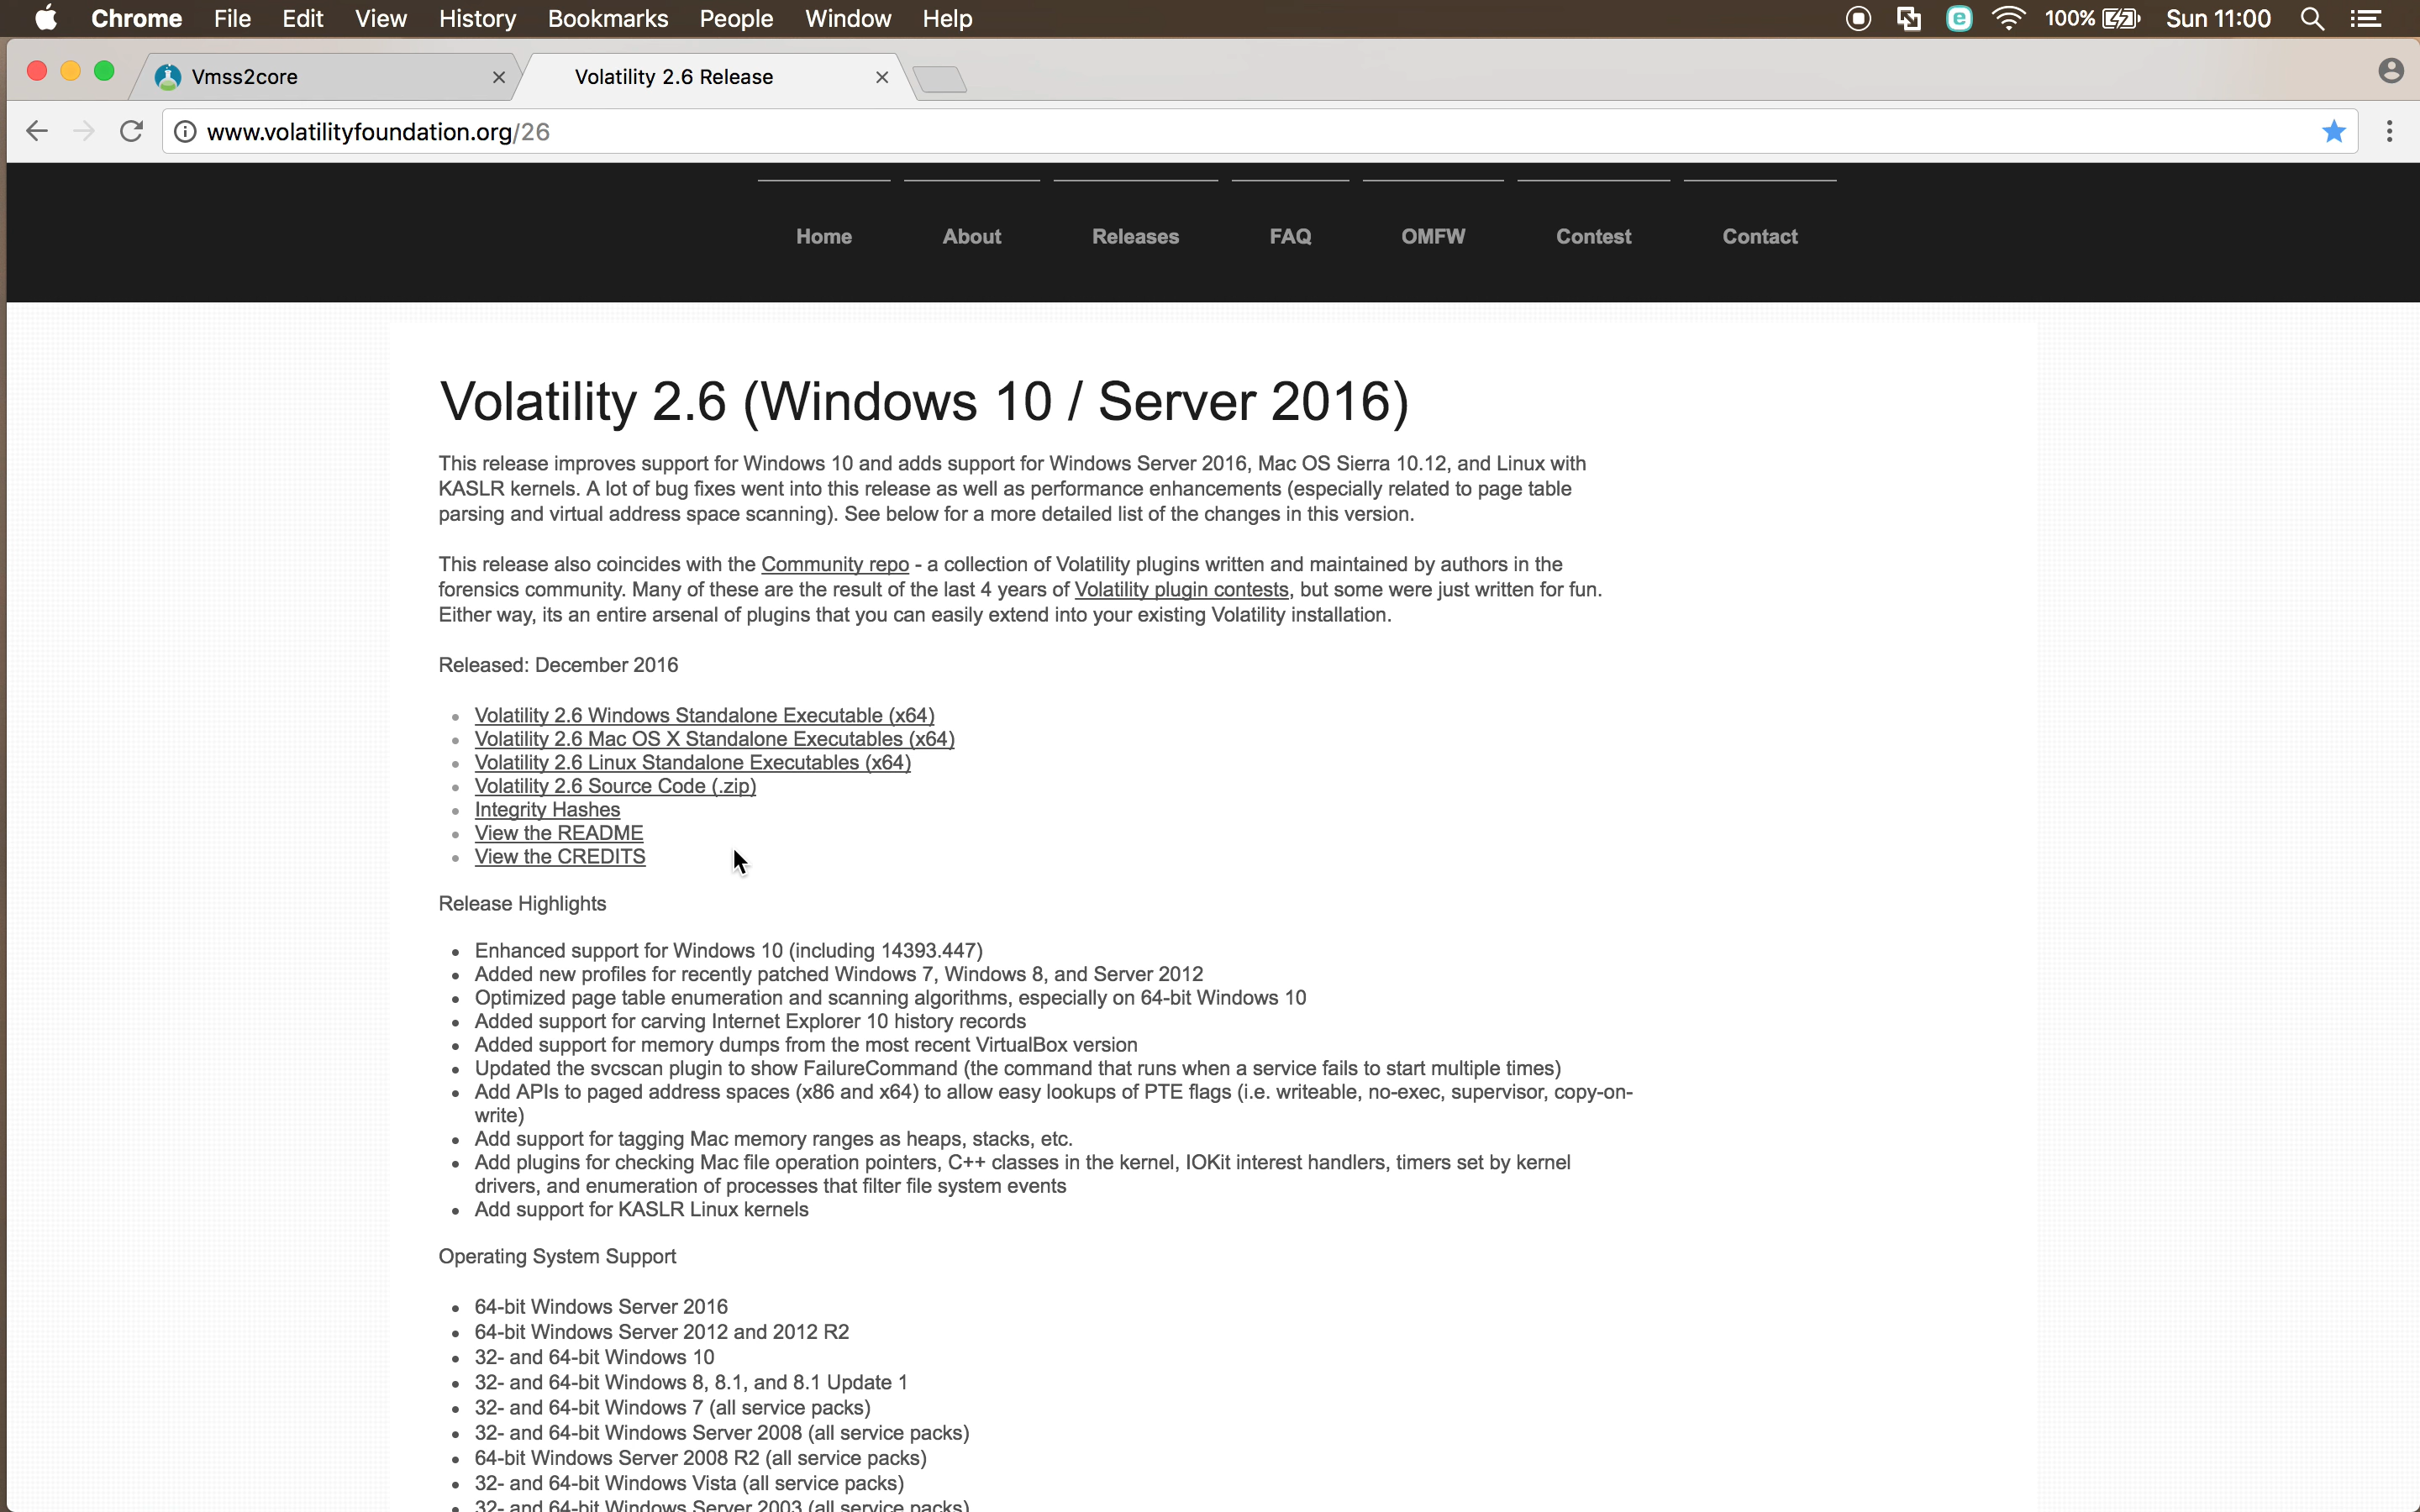 Chrome File Edit View History Bookmarks People Window Help 100% Sun 11:00
Vmss2core Volatility 2.6 Release
www.volatilityfoundation.org/26
Home About Releases FAQ OMFW Contest Contact
Volatility 2.6 (Windows 10 / Server 2016)
This release improves support for Windows 10 and adds support for Windows Server 2016, Mac OS Sierra 10.12, and Linux with
KASLR kernels. A lot of bug fixes went into this release as well as performance enhancements (especially related to page table
parsing and virtual address space scanning). See below for a more detailed list of the changes in this version.
This release also coincides with the Community repo - a collection of Volatility plugins written and maintained by authors in the
forensics community. Many of these are the result of the last 4 years of Volatility plugin contests, but some were just written for fun.
Either way, its an entire arsenal of plugins that you can easily extend into your existing Volatility installation.
Released: December 2016
Volatility 2.6 Windows Standalone Executable (x64)
Volatility 2.6 Mac OS X Standalone Executables (x64)
Volatility 2.6 Linux Standalone Executables (x64)
Volatility 2.6 Source Code (.zip)
Integrity Hashes
View the README
View the CREDITS
Release Highlights
Enhanced support for Windows 10 (including 14393.447)
Added new profiles for recently patched Windows 7, Windows 8, and Server 2012
Optimized page table enumeration and scanning algorithms, especially on 64-bit Windows 10
Added support for carving Internet Explorer 10 history records
Added support for memory dumps from the most recent VirtualBox version
Updated the svcscan plugin to show FailureCommand (the command that runs when a service fails to start multiple times)
Add APIs to paged address spaces (x86 and x64) to allow easy lookups of PTE flags (i.e. writeable, no-exec, supervisor, copy-on-
write)
Add support for tagging Mac memory ranges as heaps, stacks, etc.
Add plugins for checking Mac file operation pointers, C++ classes in the kernel, IOKit interest handlers, timers set by kernel
drivers, and enumeration of processes that filter file system events
Add support for KASLR Linux kernels
Operating System Support
64-bit Windows Server 2016
64-bit Windows Server 2012 and 2012 R2
32- and 64-bit Windows 10
32- and 64-bit Windows 8, 8.1, and 8.1 Update 1
32- and 64-bit Windows 7 (all service packs)
32- and 64-bit Windows Server 2008 (all service packs)
64-bit Windows Server 2008 R2 (all service packs)
32- and 64-bit Windows Vista (all service packs)
32- and 64-bit Windows Server 2003 (all service packs)